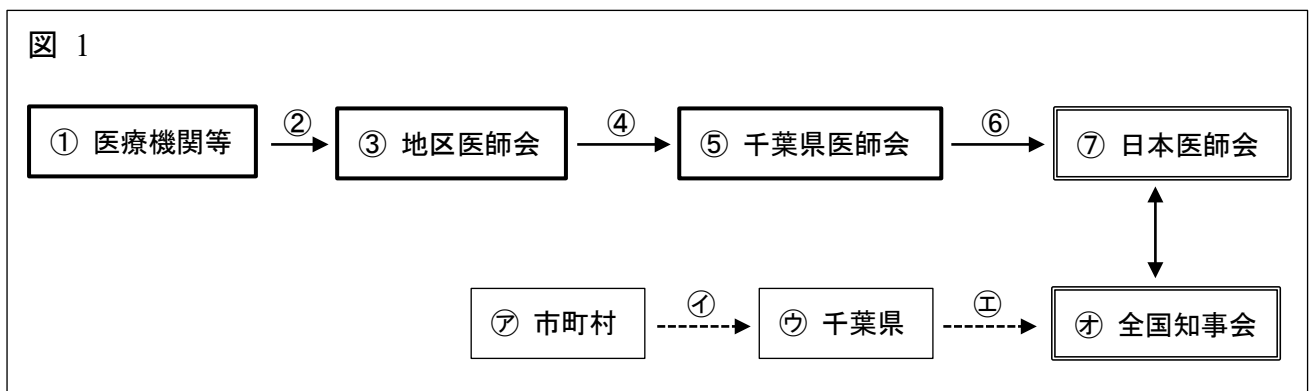 図 1
② ④ ⑥
① 医療機関等 ③ 地区医師会 ⑤ 千葉県医師会 ⑦ 日本医師会
㋑ ㋓
㋐ 市町村 ㋒ 千葉県 ㋔ 全国知事会